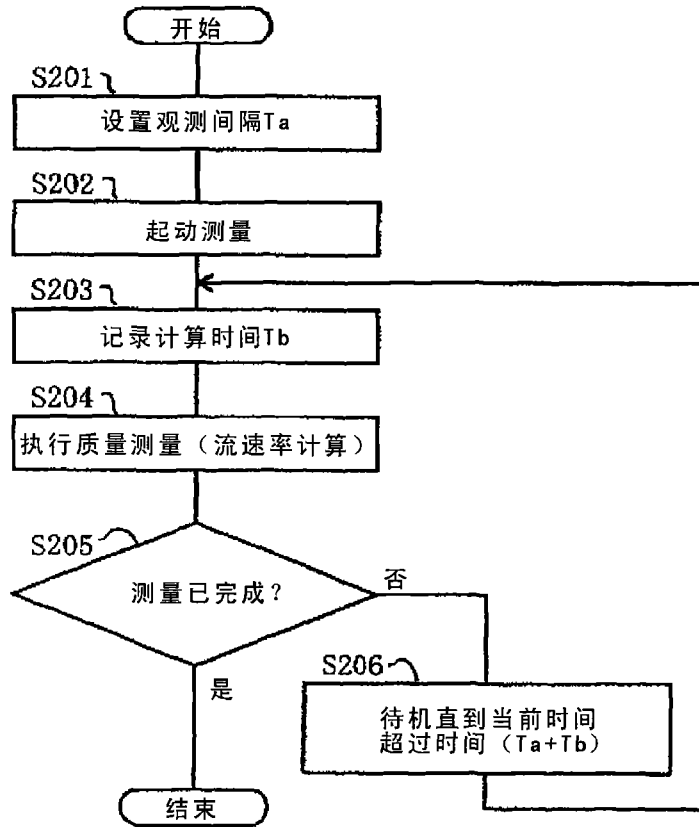 开始
S201
设置观测间隔Ta
S202
起动测量
S203
记录计算时间Tb
S204
执行质量测量（流速率计算）
S205
测量已完成？
否
是
S206
待机直到当前时间
超过时间（Ta+Tb）
结束